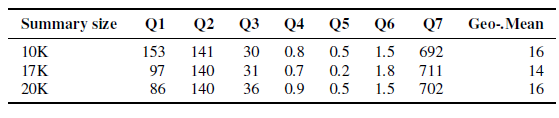 Summary size Q1 Q2 Q3 Q4 Q5 Q6 Q7 Geo-.Mean
10K 153 141 30 0.8 0.5 1.5 692 16
17K 97 140 31 0.7 0.2 1.8 711 14
20K 86 140 36 0.9 0.5 1.5 702 16